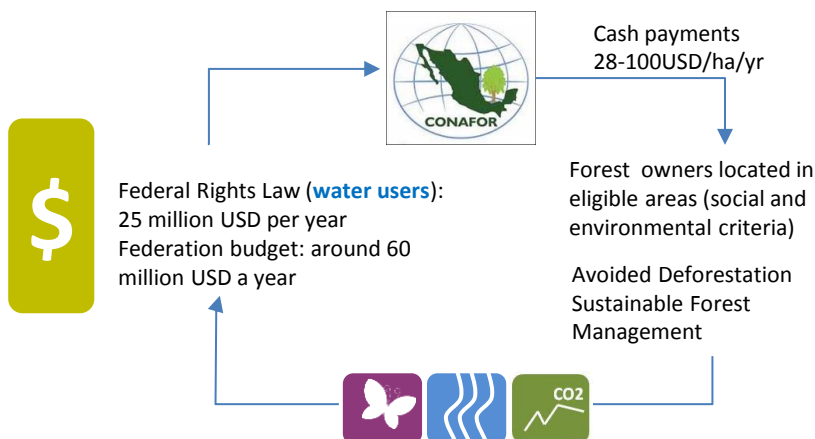 CONAFOR
Cash payments
28-100USD/ha/yr
$
Federal Rights Law (water users):
25 million USD per year
Federation budget: around 60
million USD a year
Forest owners located in
eligible areas (social and
environmental criteria)
Avoided Deforestation
Sustainable Forest
Management
CO2